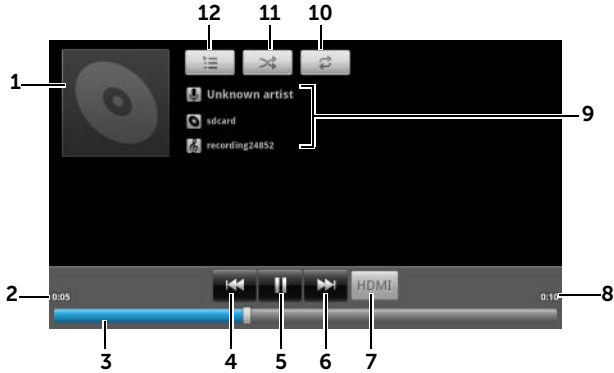 12 11 10
1
Unknown artist
9
sdcard
recording24852
HDMI
2 0:05 0:10 8
3 4 5 6 7